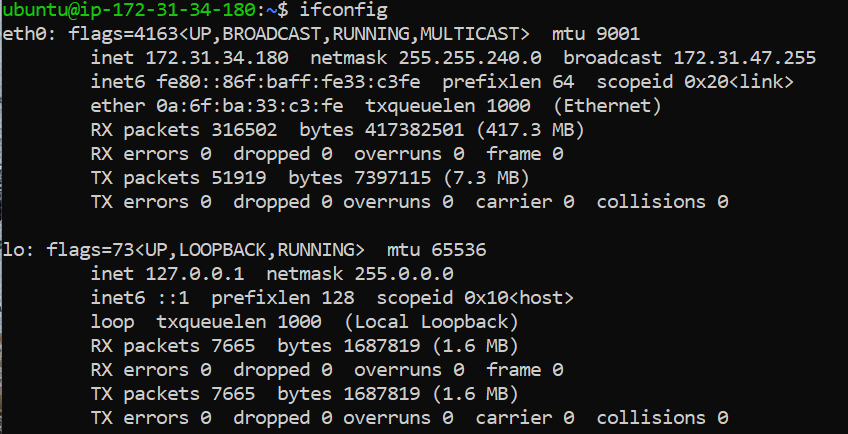 ubuntu@ip-172-31-34-180:~$ ifconfig
eth0: flags=4163<UP,BROADCAST,RUNNING,MULTICAST>  mtu 9001
        inet 172.31.34.180  netmask 255.255.240.0  broadcast 172.31.47.255
        inet6 fe80::86f:baff:fe33:c3fe  prefixlen 64  scopeid 0x20<link>
        ether 0a:6f:ba:33:c3:fe  txqueuelen 1000  (Ethernet)
        RX packets 316502  bytes 417382501 (417.3 MB)
        RX errors 0  dropped 0  overruns 0  frame 0
        TX packets 51919  bytes 7397115 (7.3 MB)
        TX errors 0  dropped 0 overruns 0  carrier 0  collisions 0

lo: flags=73<UP,LOOPBACK,RUNNING>  mtu 65536
        inet 127.0.0.1  netmask 255.0.0.0
        inet6 ::1  prefixlen 128  scopeid 0x10<host>
        loop  txqueuelen 1000  (Local Loopback)
        RX packets 7665  bytes 1687819 (1.6 MB)
        RX errors 0  dropped 0  overruns 0  frame 0
        TX packets 7665  bytes 1687819 (1.6 MB)
        TX errors 0  dropped 0 overruns 0  carrier 0  collisions 0